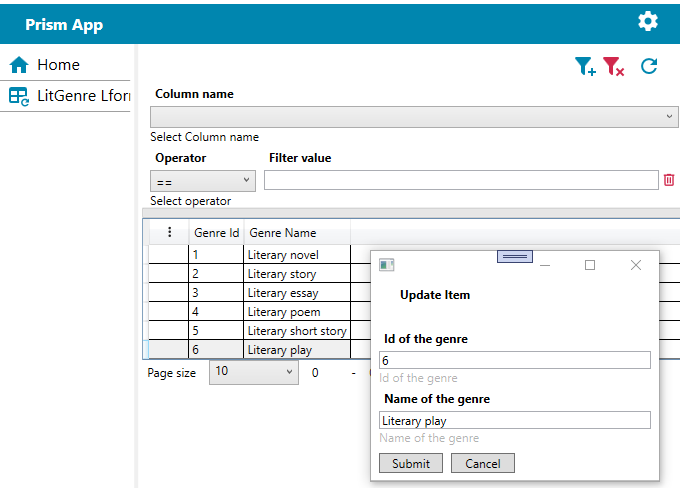 Prism App
Home
LitGenre Lfor
Column name
Select Column name
Operator Filter value
==
Select operator
Genre Id Genre Name
1 Literary novel
2 Literary story
3 Literary essay
4 Literary poem
5 Literary short story
6 Literary play
Page size 10 0 -
Update Item
Id of the genre
6
Id of the genre
Name of the genre
Literary play
Name of the genre
Submit Cancel